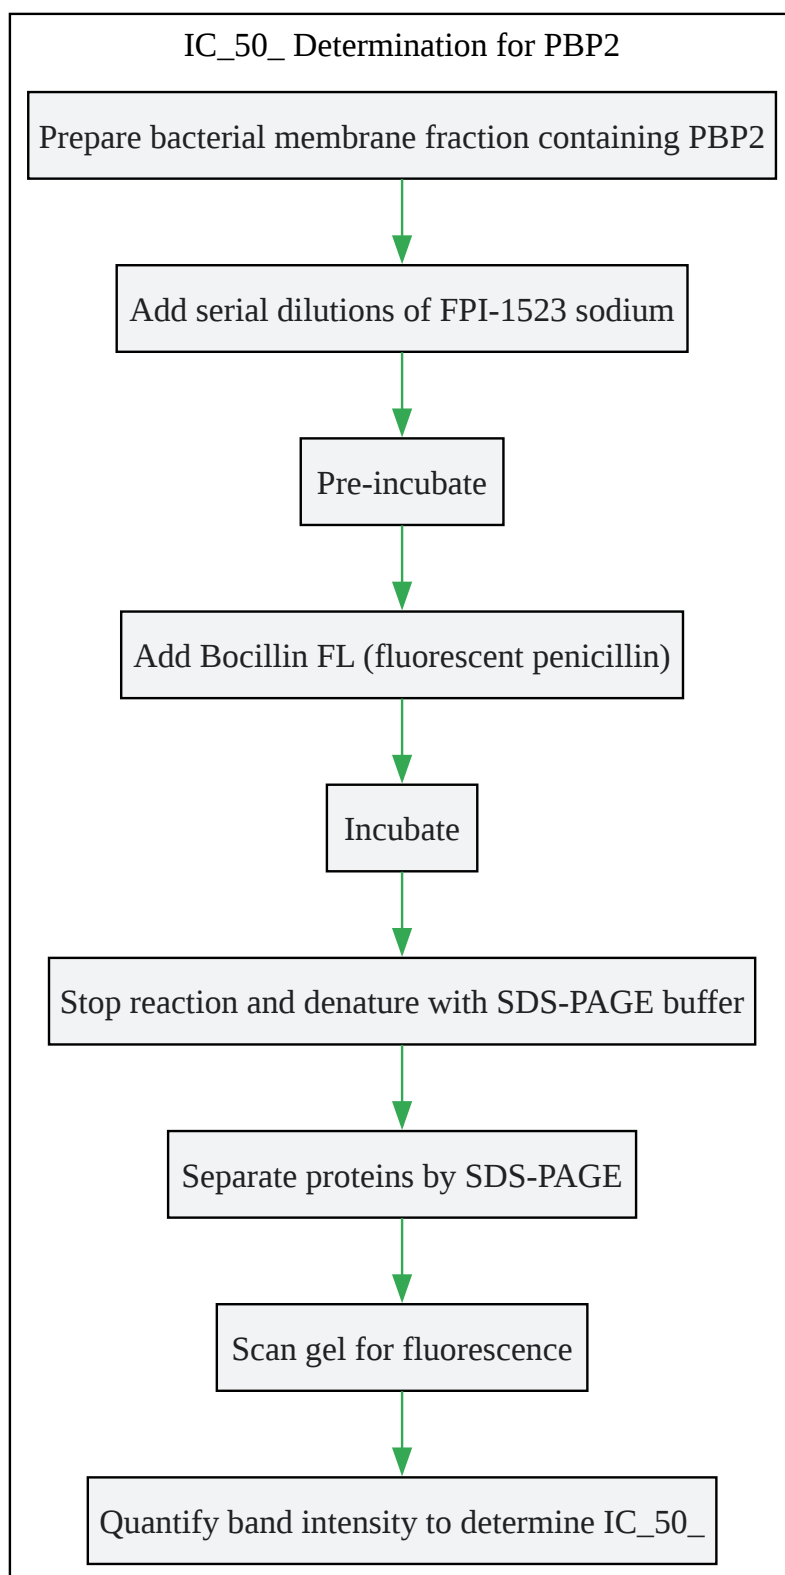 IC_50_ Determination for PBP2
Prepare bacterial membrane fraction containing PBP2
Add serial dilutions of FPI-1523 sodium
Pre-incubate
Add Bocillin FL (fluorescent penicillin)
Incubate
Stop reaction and denature with SDS-PAGE buffer
Separate proteins by SDS-PAGE
Scan gel for fluorescence
Quantify band intensity to determine IC_50_